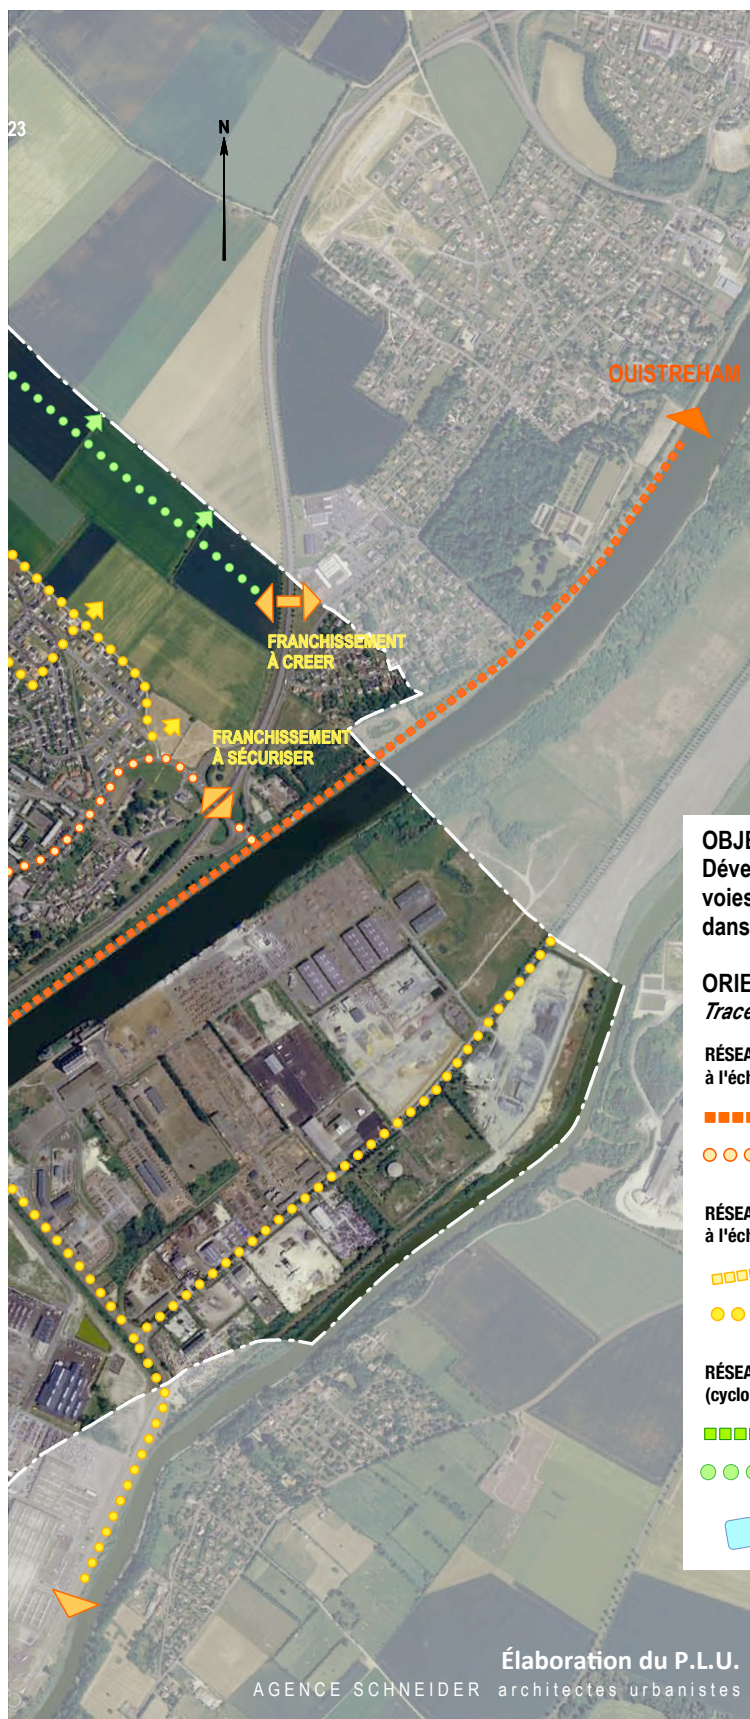 23
N
OUISTREHAM
FRANCHISSEMENT
À CREER
FRANCHISSEMENT
À SÉCURISER
OBJE
Déve
voies
dans
ORIE
Trace
RÉSEA
à l'éch
RÉSEA
à l'éch
RÉSEA
(cyclo
Élaboration du P.L.U.
AGENCE SCHNEIDER architectes urbanistes